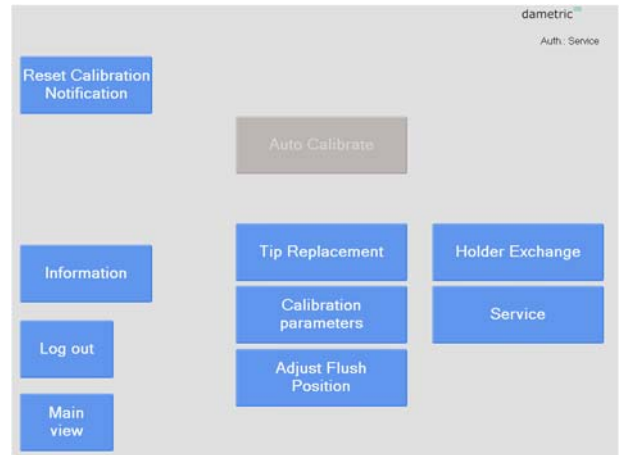 dametric
Auth.: Service
Reset Calibration
Notification
Auto Calibrate
Tip Replacement
Holder Exchange
Information
Calibration
parameters
Service
Log out
Adjust Flush
Position
Main
view